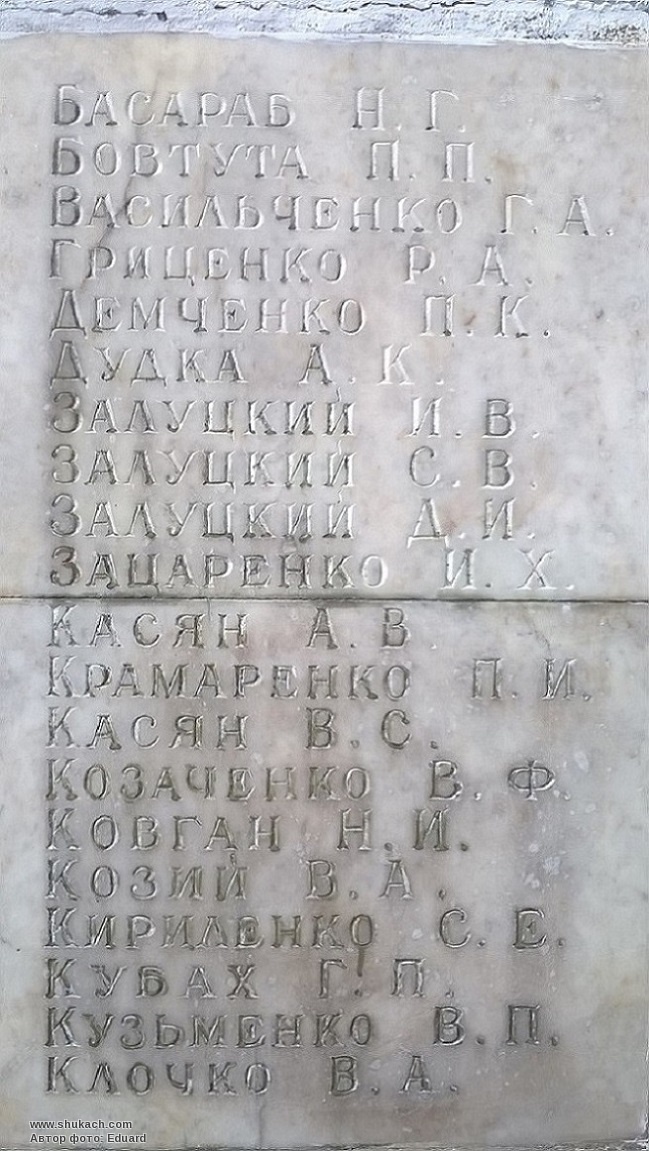 БАСАРАБ Н. Г.
БОВТУТА П. П.
ВАСИЛЬЧЕНКО Г. А.
ГРИЦЕНКО Р. А.
ДЕМЧЕНКО П. К.
ДУДКА А. К.
ЗАЛУЦКИЙ И. В.
ЗАЛУЦКИЙ С. В.
ЗАЛУЦКИЙ Д. И.
ЗАЦАРЕНКО И. Х.
КАСЯН А. В.
КРАМАРЕНКО П. И.
КАСЯН В. С.
КОЗАЧЕНКО В. Ф.
КОВГАН Н. И.
КОЗИЙ В. А.
КИРИЛЕНКО С. Е.
КУБАХ Г. П.
КУЗЬМЕНКО В. П.
КЛОЧКО В. А.
www.shukach.com
Автор фото: Eduard